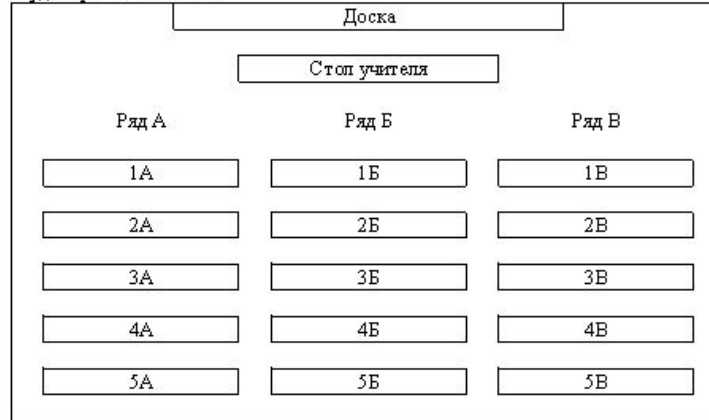 Доска
Стол учителя
Ряд А Ряд Б Ряд В
1А 1Б 1В
2А 2Б 2В
3А 3Б 3В
4А 4Б 4В
5А 5Б 5В